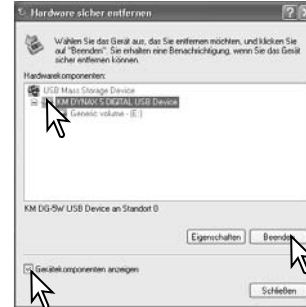 Hardware sicher entfernen
Wählen Sie das Gerät aus, das Sie entfernen möchten, und klicken Sie
auf "Beenden". Sie erhalten eine Benachrichtigung, wenn Sie das Gerät
sicher entfernen können.
Hardwarekomponenten:
USB Mass Storage Device
KM DYNAX 5 DIGITAL USB Device
Generic volume - (E:)
KM DG-5W USB Device an Standort 0
Eigenschaften Beenden
Gerätekomponenten anzeigen
Schließen